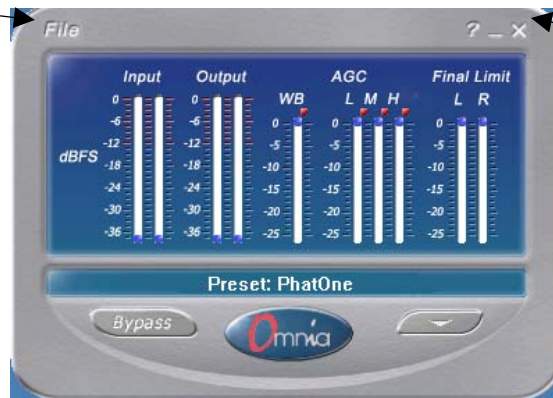 File ? _ X
Input Output AGC Final Limit
WB L M H L R
dBFS
0 0 0 0 0
-6 -6 -5 -5 -5
-12 -12 -10 -10 -10
-18 -18 -15 -15 -15
-24 -24 -20 -20 -20
-30 -30 -25 -25 -25
-36 -36
Preset: PhatOne
Bypass Omnia